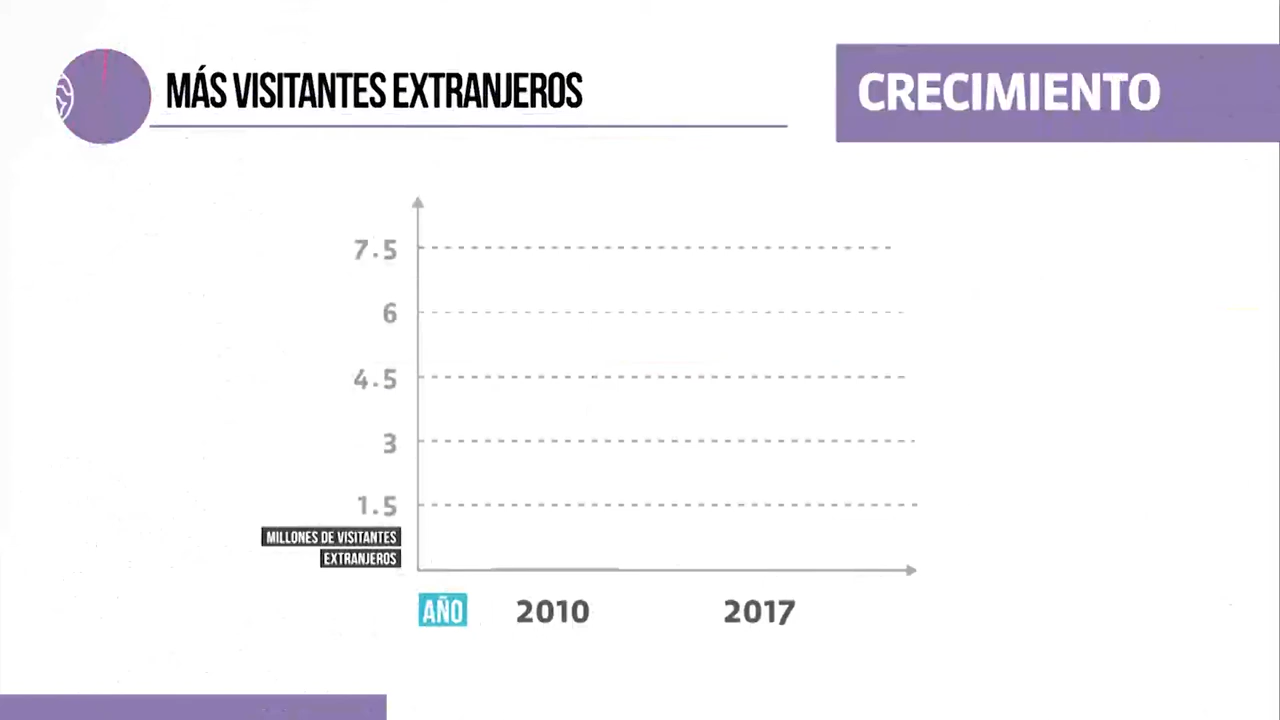 MÁS VISITANTES EXTRANJEROS
CRECIMIENTO
7.5
6
4.5
3
1.5
MILLONES DE VISITANTES
EXTRANJEROS
AÑO 2010 2017